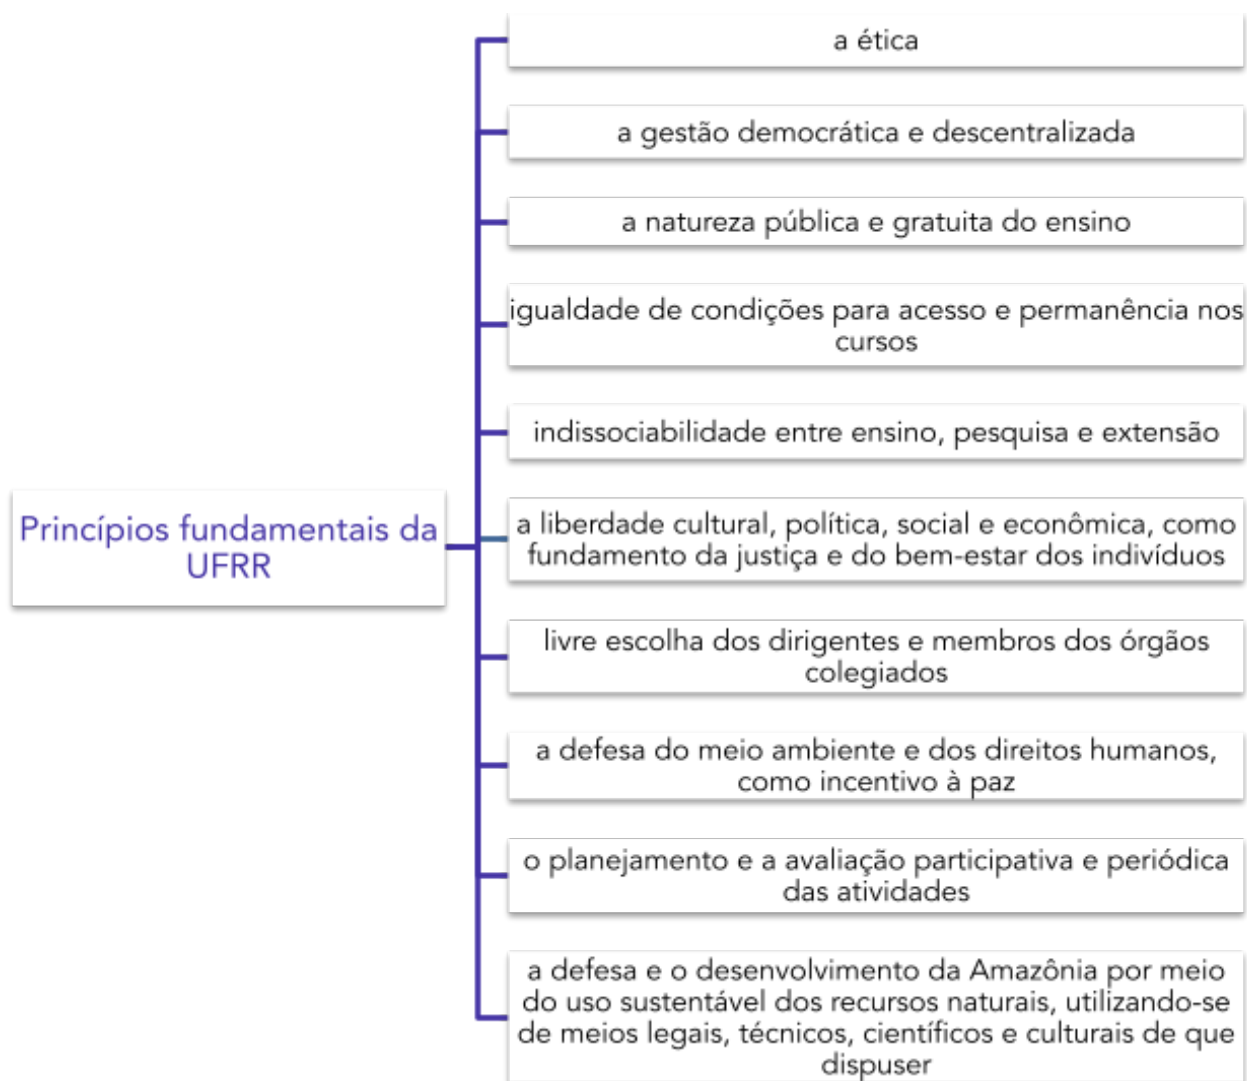 Princípios fundamentais da
UFRR
a ética
a gestão democrática e descentralizada
a natureza pública e gratuita do ensino
igualdade de condições para acesso e permanência nos
cursos
indissociabilidade entre ensino, pesquisa e extensão
a liberdade cultural, política, social e econômica, como
fundamento da justiça e do bem-estar dos indivíduos
livre escolha dos dirigentes e membros dos órgãos
colegiados
a defesa do meio ambiente e dos direitos humanos,
como incentivo à paz
o planejamento e a avaliação participativa e periódica
das atividades
a defesa e o desenvolvimento da Amazônia por meio
do uso sustentável dos recursos naturais, utilizando-se
de meios legais, técnicos, científicos e culturais de que
dispuser